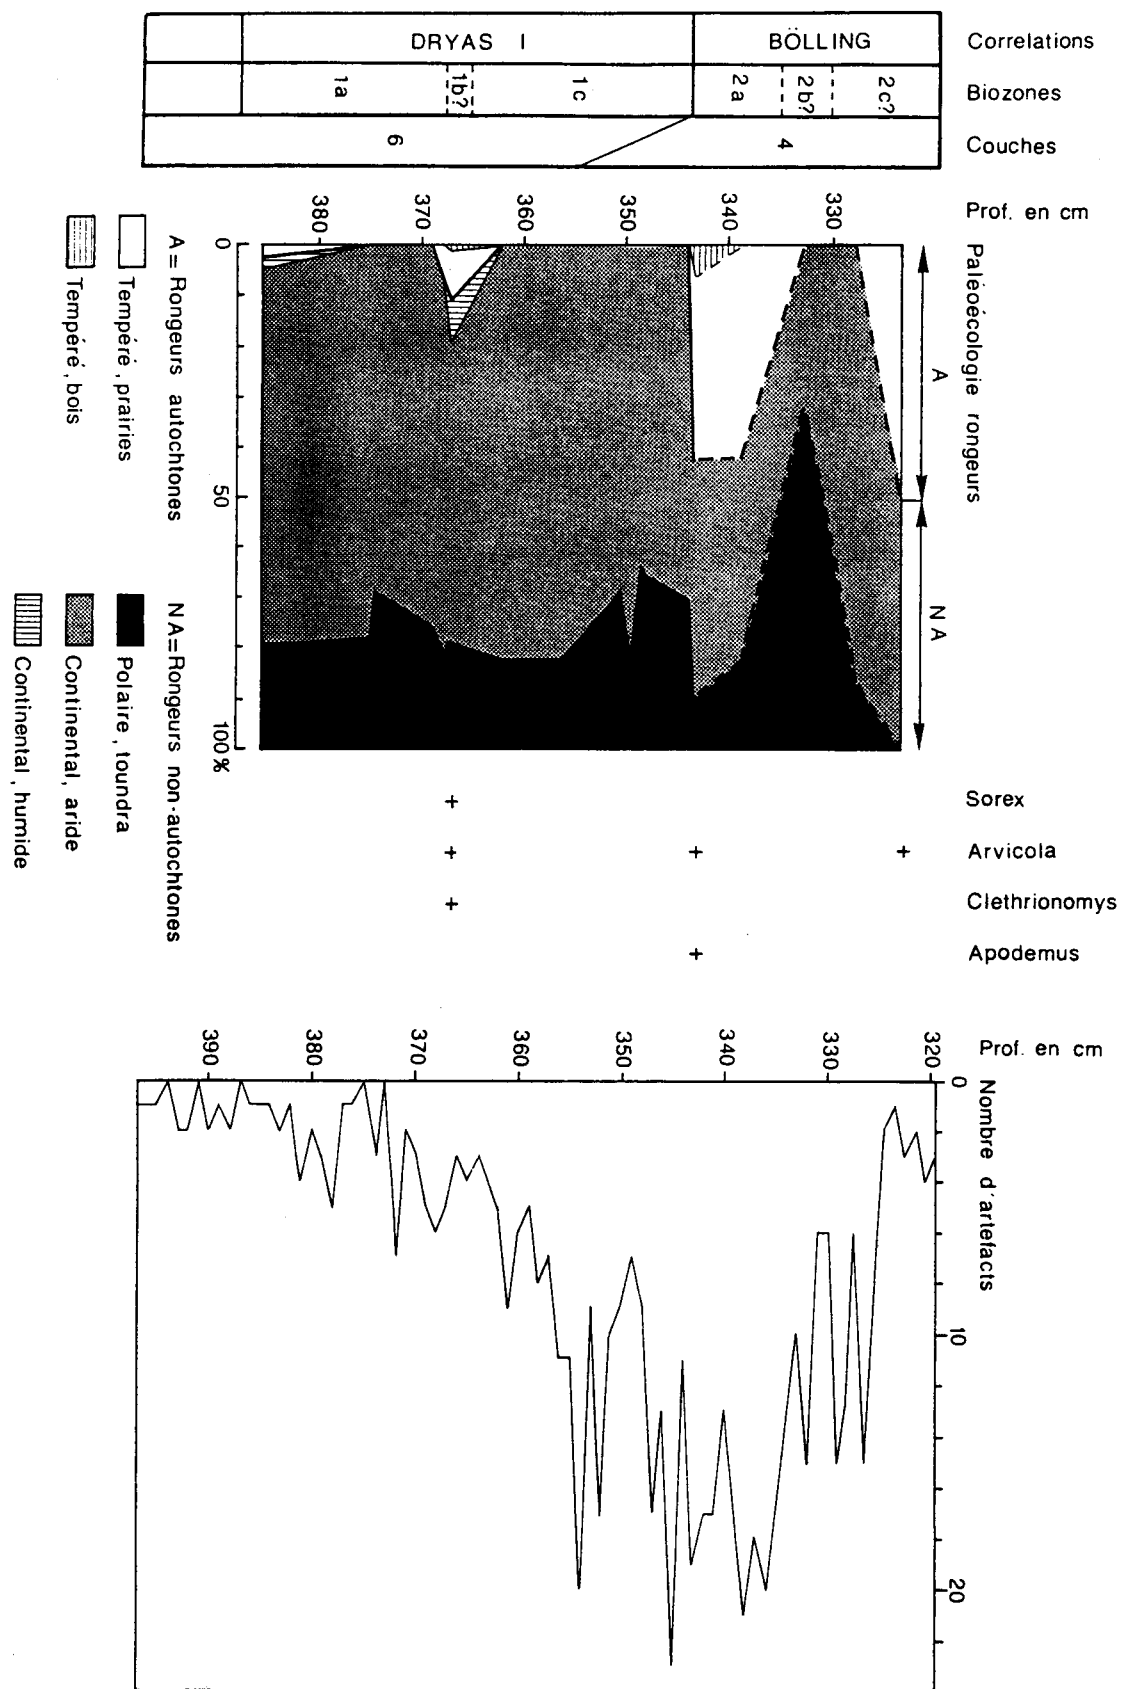 Correlations
BÖLLING
DRYAS I
Biozones
2c?
2b?
2a
1c
1b?
1a
Couches
4
6
Prof. en cm
330
340
350
360
370
380
Paléoécologie rongeurs
A
NA
0
50
100%
Sorex
+
Arvicola
+ + +
Clethrionomys
+
Apodemus
+
A = Rongeurs autochtones
Tempéré, prairies
Tempéré, bois
NA = Rongeurs non-autochtones
Polaire, toundra
Continental, aride
Continental, humide
Prof. en cm
320
330
340
350
360
370
380
390
Nombre d'artefacts
0
10
20